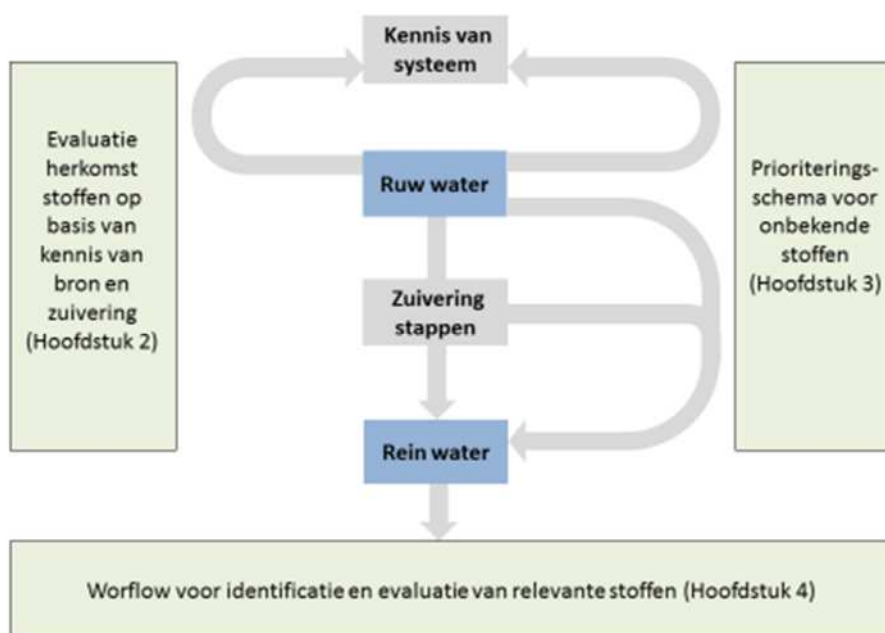 Kennis van
systeem
Evaluatie
herkomst
stoffen op
basis van
kennis van
bron en
zuivering
(Hoofdstuk 2)
Ruw water
Zuivering
stappen
Rein water
Prioriterings-
schema voor
onbekende
stoffen
(Hoofdstuk 3)
Worflow voor identificatie en evaluatie van relevante stoffen (Hoofdstuk 4)